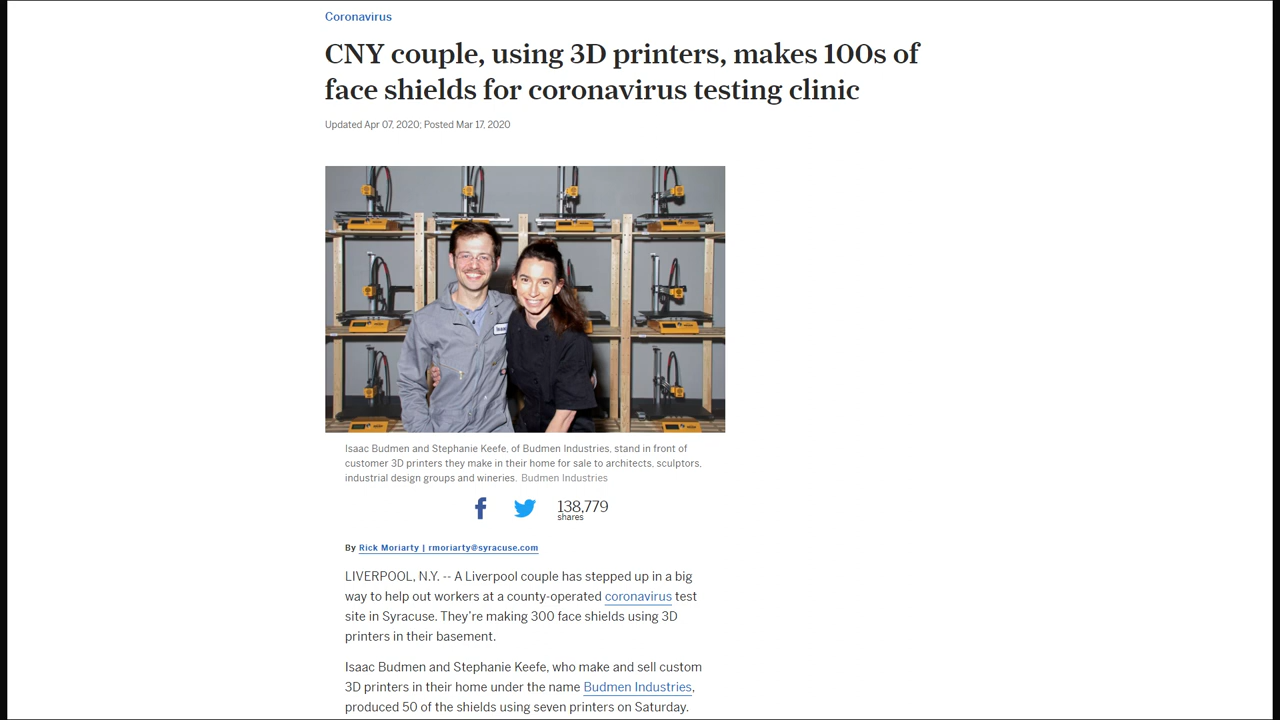 Coronavirus
CNY couple, using 3D printers, makes 100s of
face shields for coronavirus testing clinic
Updated Apr 07, 2020; Posted Mar 17, 2020
Isaac Budmen and Stephanie Keefe, of Budmen Industries, stand in front of
customer 3D printers they make in their home for sale to architects, sculptors,
industrial design groups and wineries. Budmen Industries
138,779
shares
By Rick Moriarty | rmoriarty@syracuse.com
LIVERPOOL, N.Y. -- A Liverpool couple has stepped up in a big
way to help out workers at a county-operated coronavirus test
site in Syracuse. They’re making 300 face shields using 3D
printers in their basement.
Isaac Budmen and Stephanie Keefe, who make and sell custom
3D printers in their home under the name Budmen Industries,
produced 50 of the shields using seven printers on Saturday.